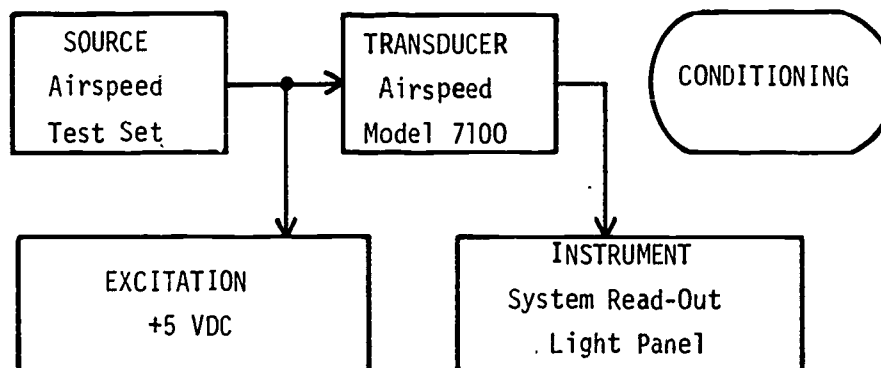 SOURCE
Airspeed
Test Set
TRANSDUCER
Airspeed
Model 7100
CONDITIONING
EXCITATION
+5 VDC
INSTRUMENT
System Read-Out
Light Panel